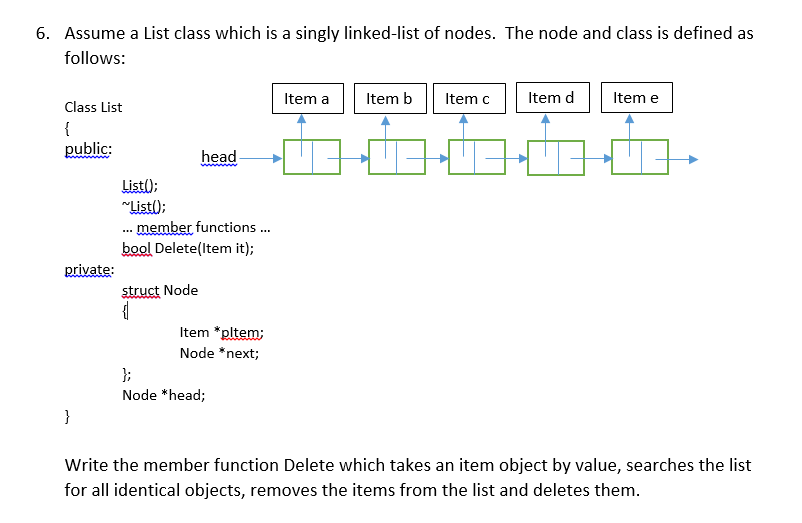 6. Assume a List class which is a singly linked-list of nodes. The node and class is defined as
follows:
Item a Item b Item c Item d Item e
Class List
{
public:
head
List();
~List();
... member functions ...
bool Delete(Item it);
private:
struct Node
{
Item *pItem;
Node *next;
};
Node *head;
}
Write the member function Delete which takes an item object by value, searches the list
for all identical objects, removes the items from the list and deletes them.